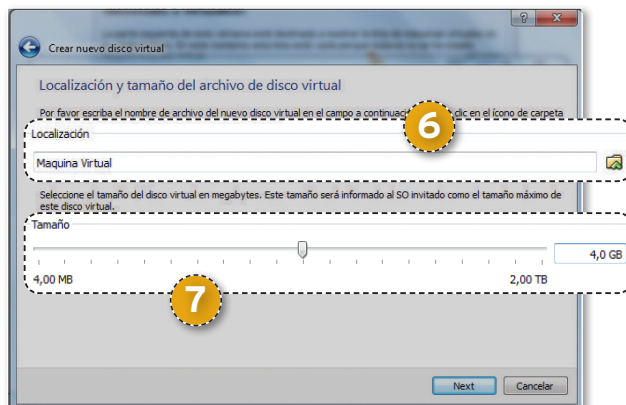 Crear nuevo disco virtual
Localización y tamaño del archivo de disco virtual
Por favor escriba el nombre de archivo del nuevo disco virtual en el campo a continuación clic en el ícono de carpeta
6
Localización
Maquina Virtual
Seleccione el tamaño del disco virtual en megabytes. Este tamaño será informado al SO invitado como el tamaño máximo de
este disco virtual.
Tamaño
4,0 GB
4,00 MB
2,00 TB
7
Next
Cancelar